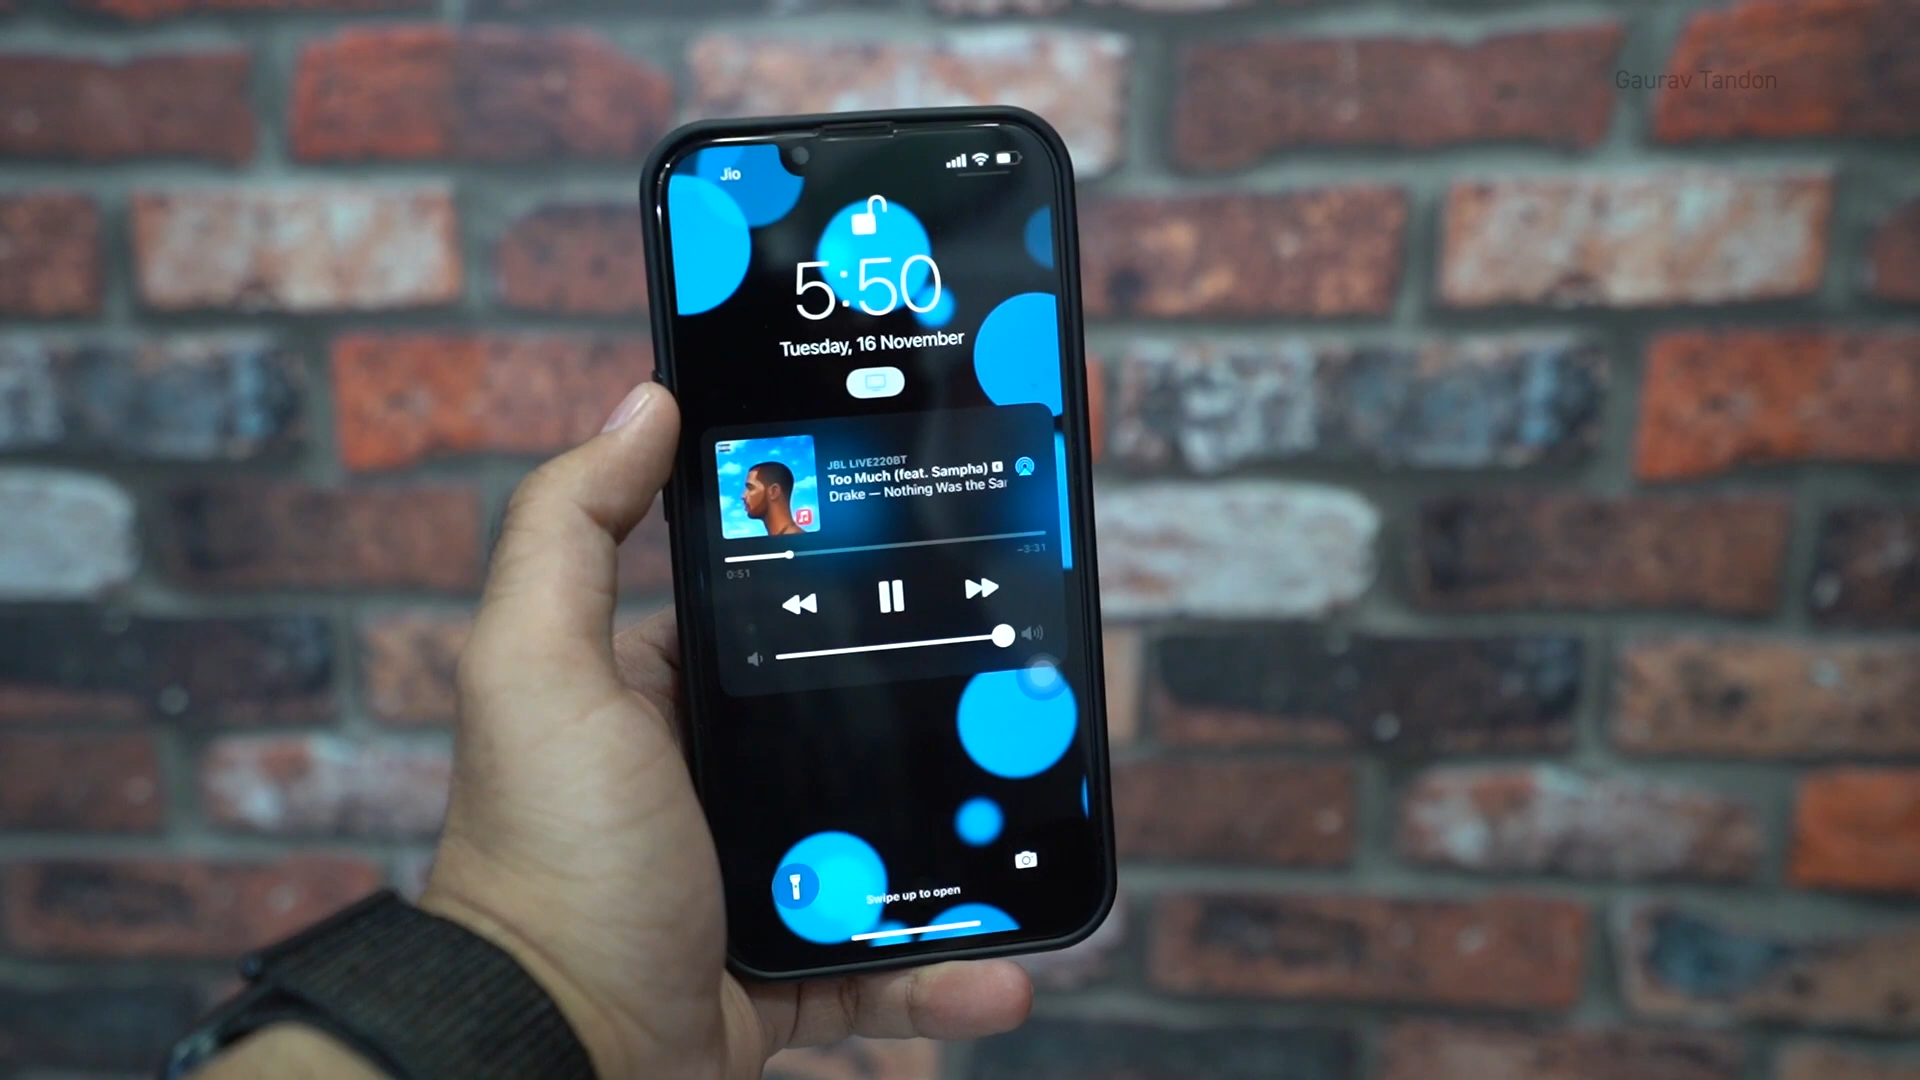 Gaurav Tandon
Jio
5:50
Tuesday, 16 November
JBL LIVE220BT
Too Much (feat. Sampha) E
Drake — Nothing Was the Sa
0:51
-3:31
Swipe up to open